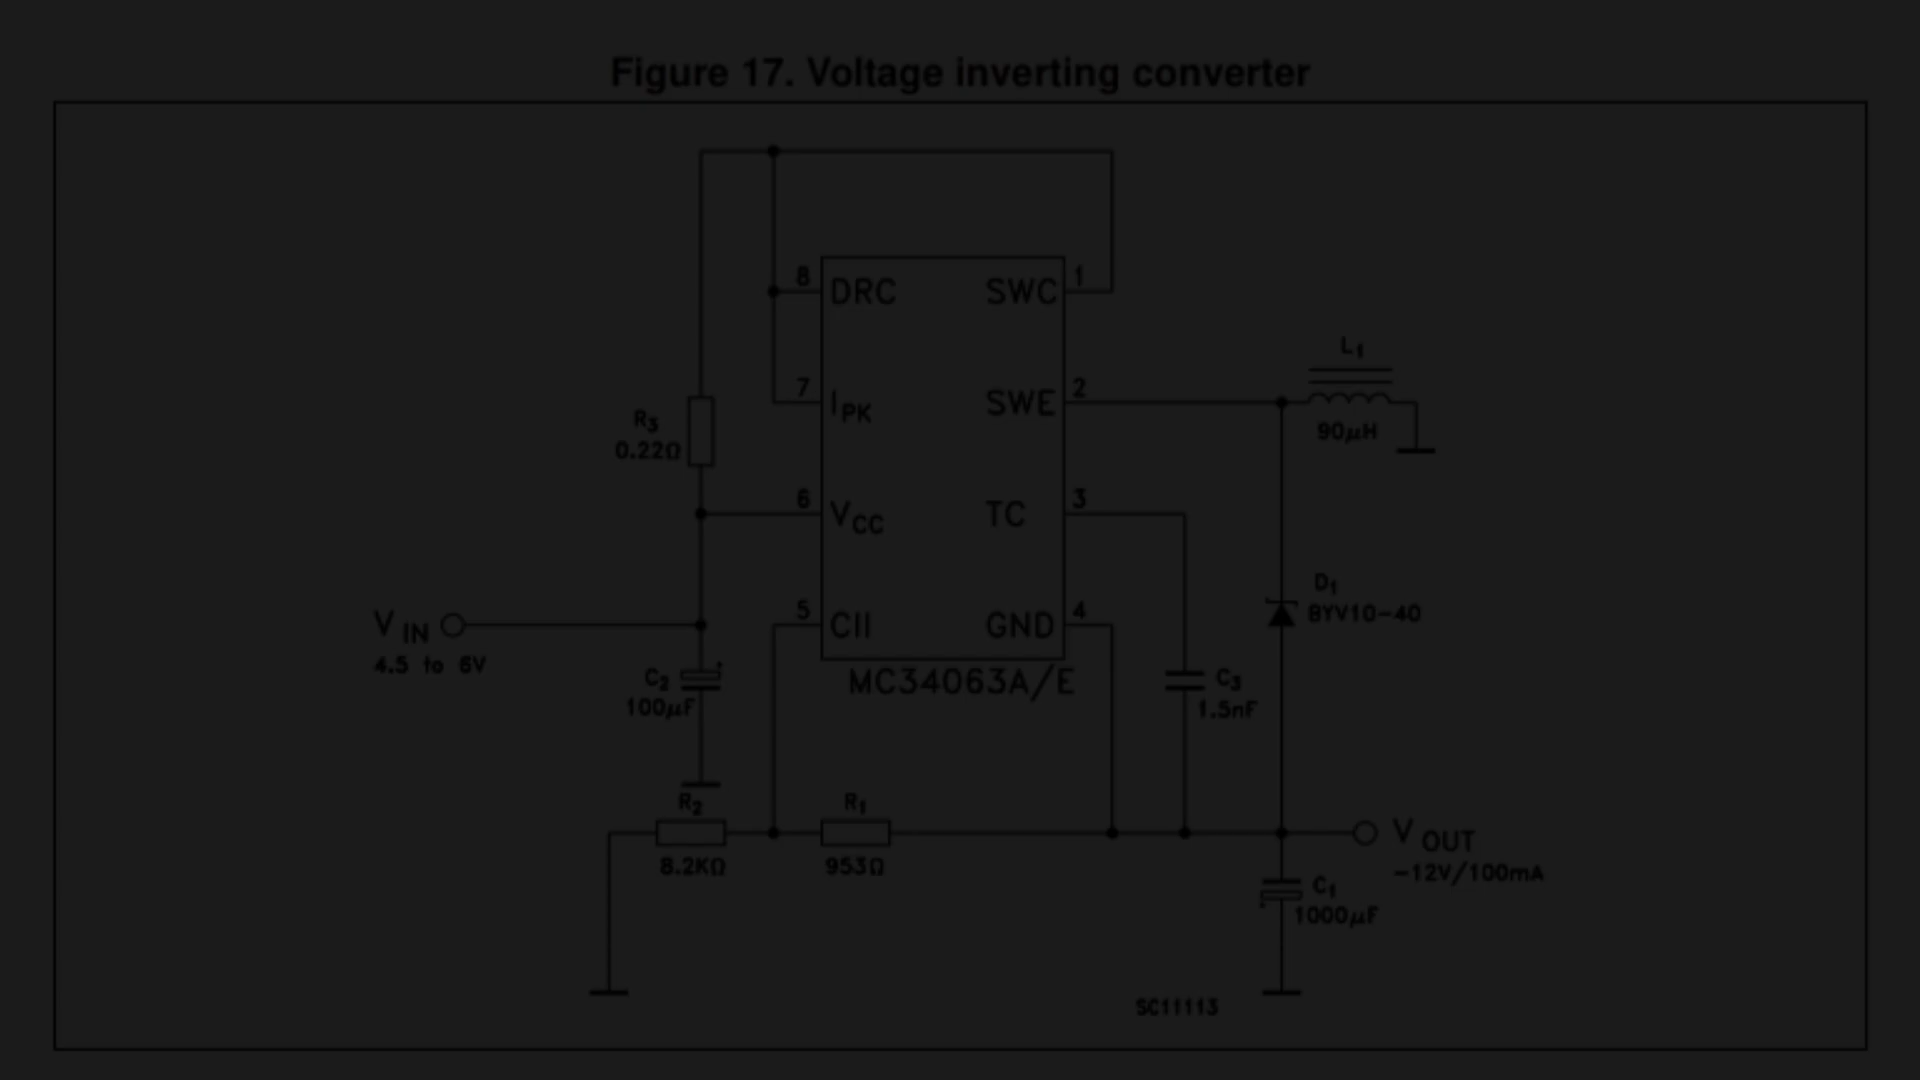 Figure 17. Voltage inverting converter
8 DRC SWC 1
7 IPK SWE 2
6 VCC TC 3
5 CII GND 4
MC34063A/E
L1
90µH
R3
0.22Ω
VIN
4.5 to 6V
C2
100µF
D1
BYV10-40
C3
1.5nF
R2
8.2KΩ
R1
953Ω
VOUT
-12V/100mA
C1
1000µF
SC11113